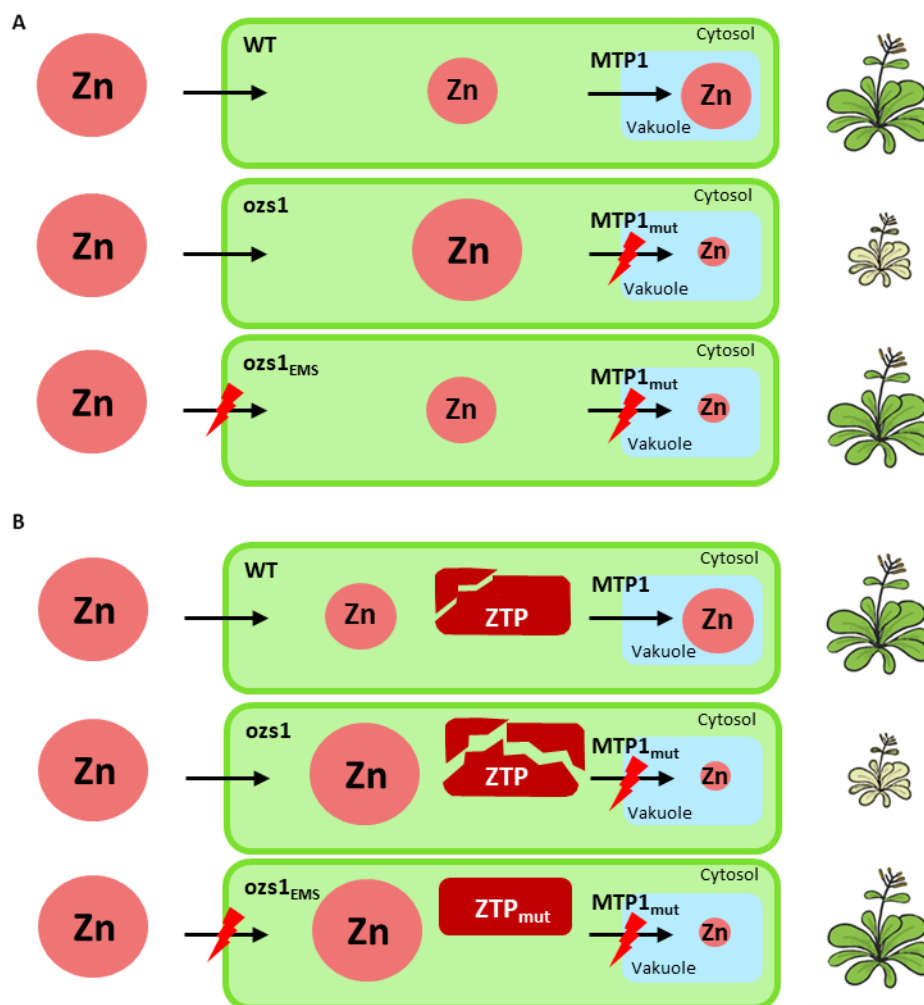 A
WT
Cytosol
Zn
Zn
MTP1
Zn
Vakuole
ozs1
Cytosol
Zn
Zn
MTP1mut
Zn
Vakuole
ozs1EMS
Cytosol
Zn
Zn
MTP1mut
Zn
Vakuole
B
WT
Cytosol
Zn
Zn
ZTP
MTP1
Zn
Vakuole
ozs1
Cytosol
Zn
Zn
ZTP
MTP1mut
Zn
Vakuole
ozs1EMS
Cytosol
Zn
Zn
ZTPmut
MTP1mut
Zn
Vakuole